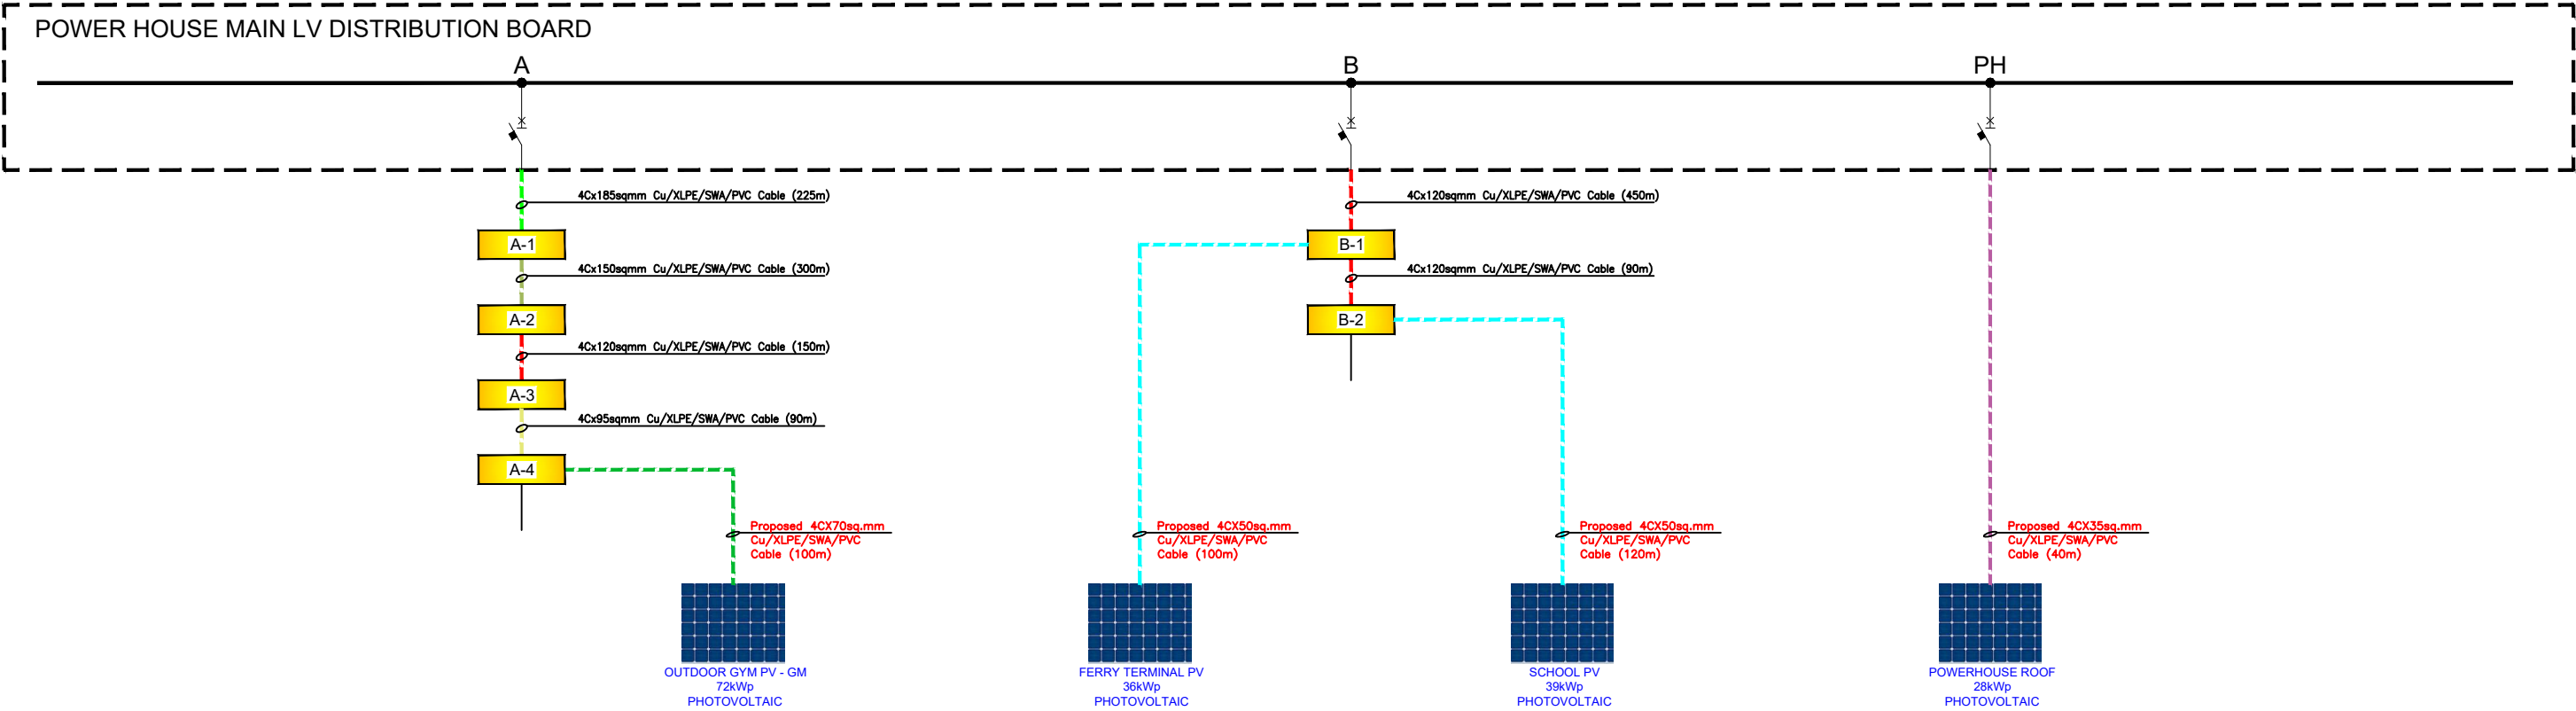 POWER HOUSE MAIN LV DISTRIBUTION BOARD
A
B
PH
4Cx185sqmm Cu/XLPE/SWA/PVC Cable (225m)
A-1
4Cx150sqmm Cu/XLPE/SWA/PVC Cable (300m)
A-2
4Cx120sqmm Cu/XLPE/SWA/PVC Cable (150m)
A-3
4Cx95sqmm Cu/XLPE/SWA/PVC Cable (90m)
A-4
Proposed 4CX70sq.mm
Cu/XLPE/SWA/PVC
Cable (100m)
OUTDOOR GYM PV - GM
72kWp
PHOTOVOLTAIC
4Cx120sqmm Cu/XLPE/SWA/PVC Cable (450m)
B-1
4Cx120sqmm Cu/XLPE/SWA/PVC Cable (90m)
B-2
Proposed 4CX50sq.mm
Cu/XLPE/SWA/PVC
Cable (100m)
FERRY TERMINAL PV
36kWp
PHOTOVOLTAIC
Proposed 4CX50sq.mm
Cu/XLPE/SWA/PVC
Cable (120m)
SCHOOL PV
39kWp
PHOTOVOLTAIC
Proposed 4CX35sq.mm
Cu/XLPE/SWA/PVC
Cable (40m)
POWERHOUSE ROOF
28kWp
PHOTOVOLTAIC